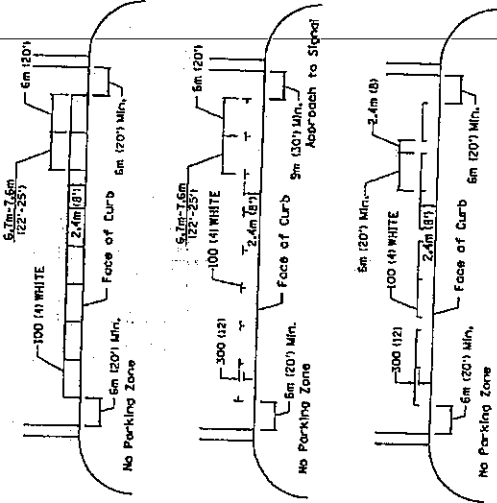 6.7m-7.6m
(22'-25')
6m (20')
100 (4) WHITE
2.4m (8')
Face of Curb
6m (20') Min.
6m (20') Min.
No Parking Zone
6.7m-7.6m
(22'-25')
6m (20')
100 (4) WHITE
300 (12)
2.4m (8')
Face of Curb
6m (20') Min.
9m (30') Min.
Approach to Signal
No Parking Zone
6m (20') Min.
2.4m (8)
100 (4) WHITE
300 (12)
2.4m (8')
Face of Curb
6m (20') Min.
6m (20') Min.
No Parking Zone